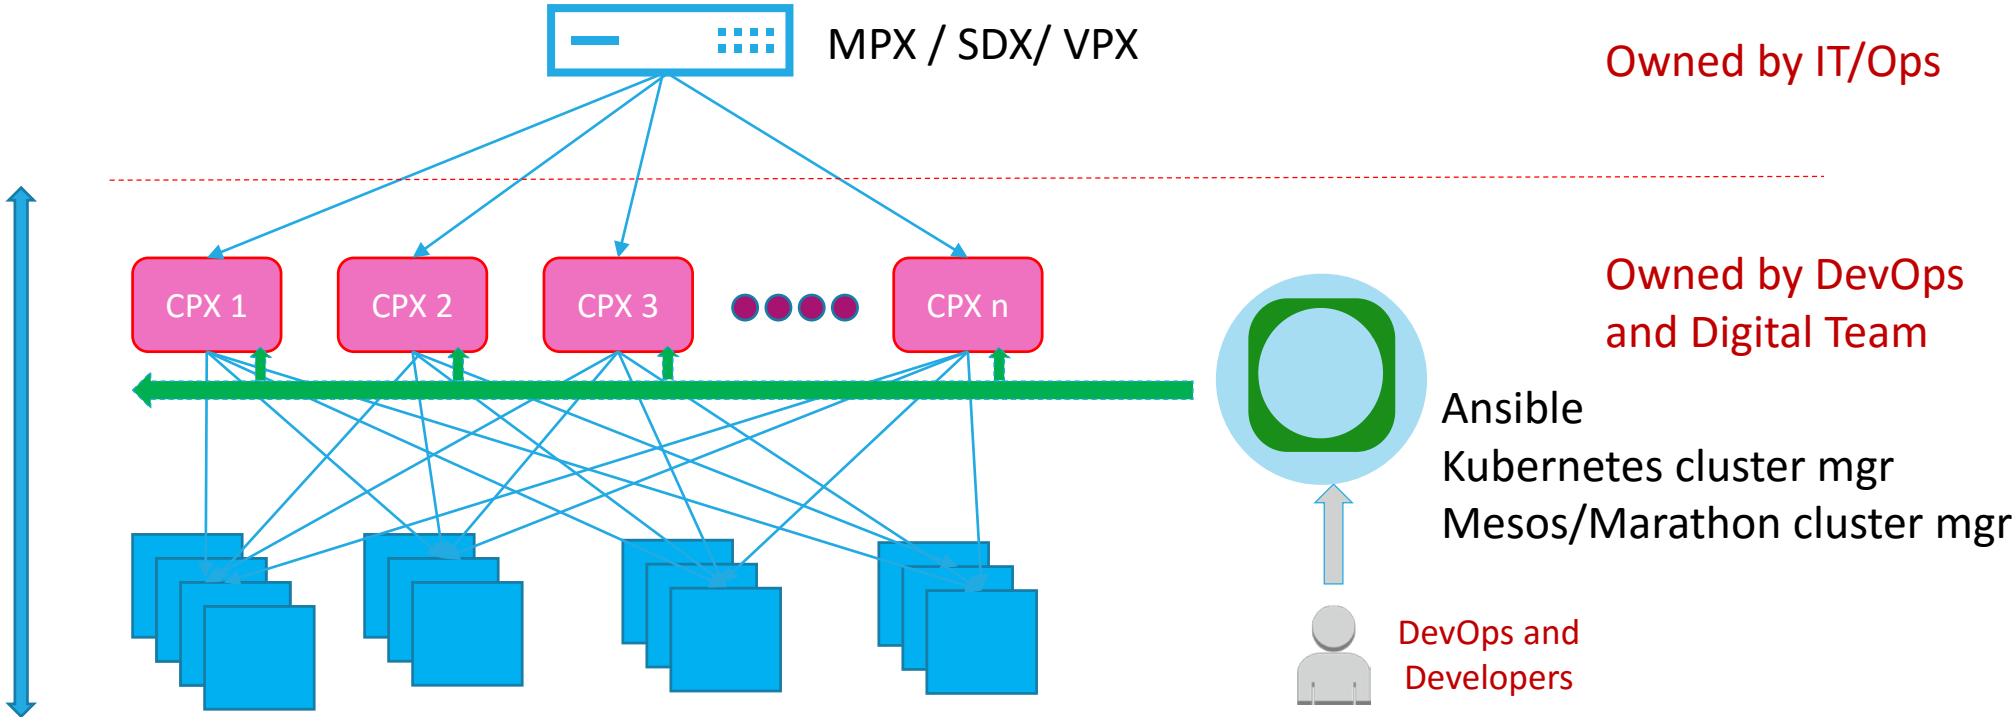 MPX / SDX/ VPX
Owned by IT/Ops
CPX 1
CPX 2
CPX 3
CPX n
Owned by DevOps
and Digital Team
Ansible
Kubernetes cluster mgr
Mesos/Marathon cluster mgr
DevOps and
Developers